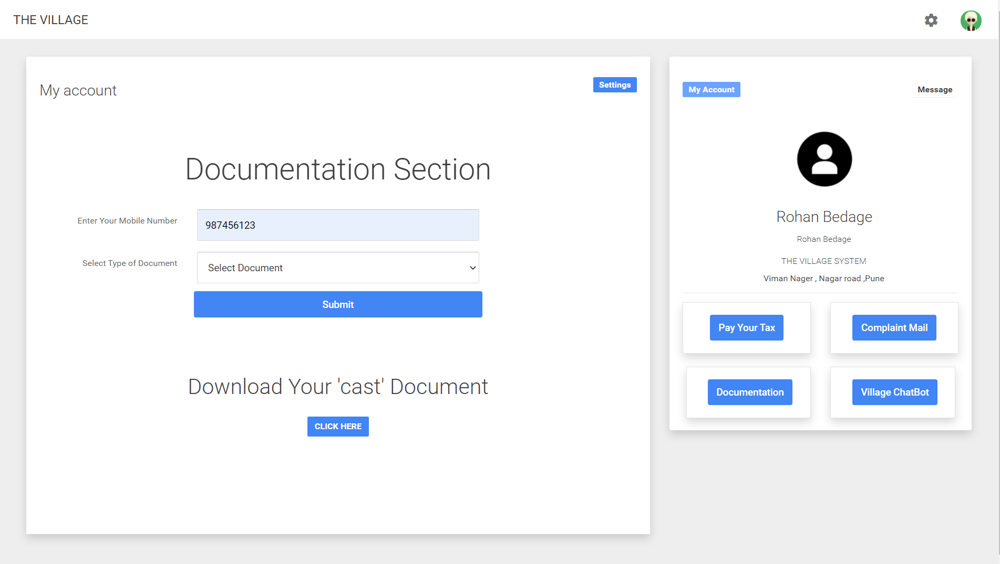 THE VILLAGE
My account
Settings
Documentation Section
Enter Your Mobile Number
987456123
Select Type of Document
Select Document
Submit
Download Your 'cast' Document
CLICK HERE
My Account
Message
Rohan Bedage
Rohan Bedage
THE VILLAGE SYSTEM
Viman Nager , Nagar road ,Pune
Pay Your Tax
Complaint Mail
Documentation
Village ChatBot